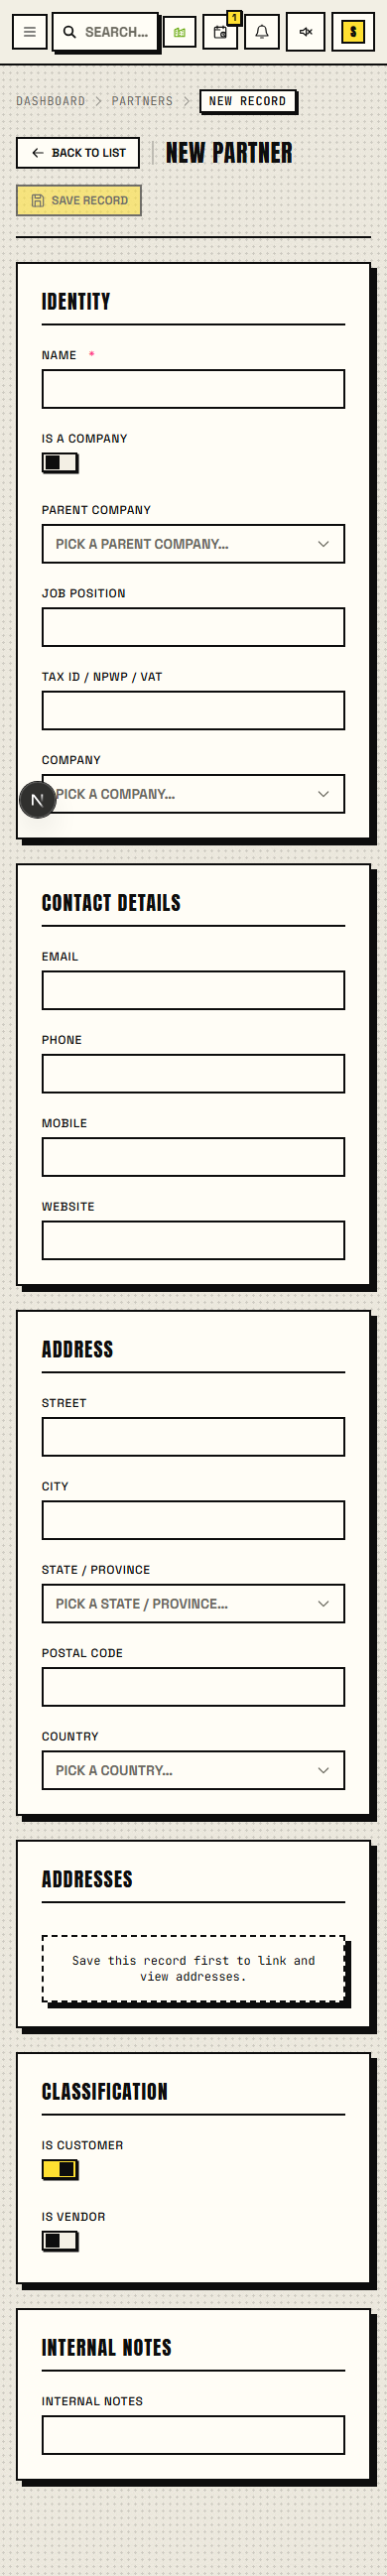 SEARCH...
1
$
DASHBOARD > PARTNERS > NEW RECORD
BACK TO LIST
NEW PARTNER
SAVE RECORD
IDENTITY
NAME *
IS A COMPANY
PARENT COMPANY
PICK A PARENT COMPANY...
JOB POSITION
TAX ID / NPWP / VAT
COMPANY
N
PICK A COMPANY...
CONTACT DETAILS
EMAIL
PHONE
MOBILE
WEBSITE
ADDRESS
STREET
CITY
STATE / PROVINCE
PICK A STATE / PROVINCE...
POSTAL CODE
COUNTRY
PICK A COUNTRY...
ADDRESSES
Save this record first to link and
view addresses.
CLASSIFICATION
IS CUSTOMER
IS VENDOR
INTERNAL NOTES
INTERNAL NOTES